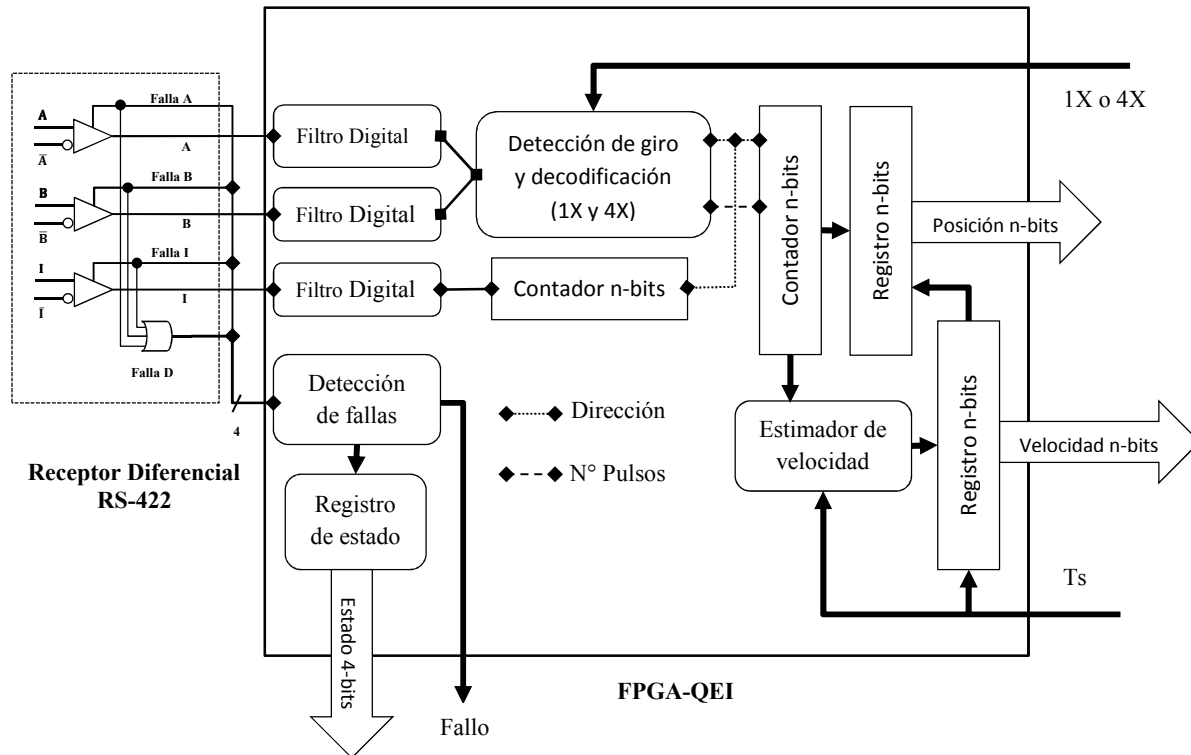 1X o 4X
Falla A
A
A̅
A
Falla B
B
B̅
B
Falla I
I
I̅
I
Falla D
4
Receptor Diferencial
RS-422
Filtro Digital
Filtro Digital
Filtro Digital
Detección de giro
y decodificación
(1X y 4X)
Contador n-bits
Contador n-bits
Registro n-bits
Posición n-bits
Detección
de fallas
Dirección
N° Pulsos
Estimador de
velocidad
Registro n-bits
Velocidad n-bits
Registro
de estado
Ts
Estado 4-bits
Fallo
FPGA-QEI